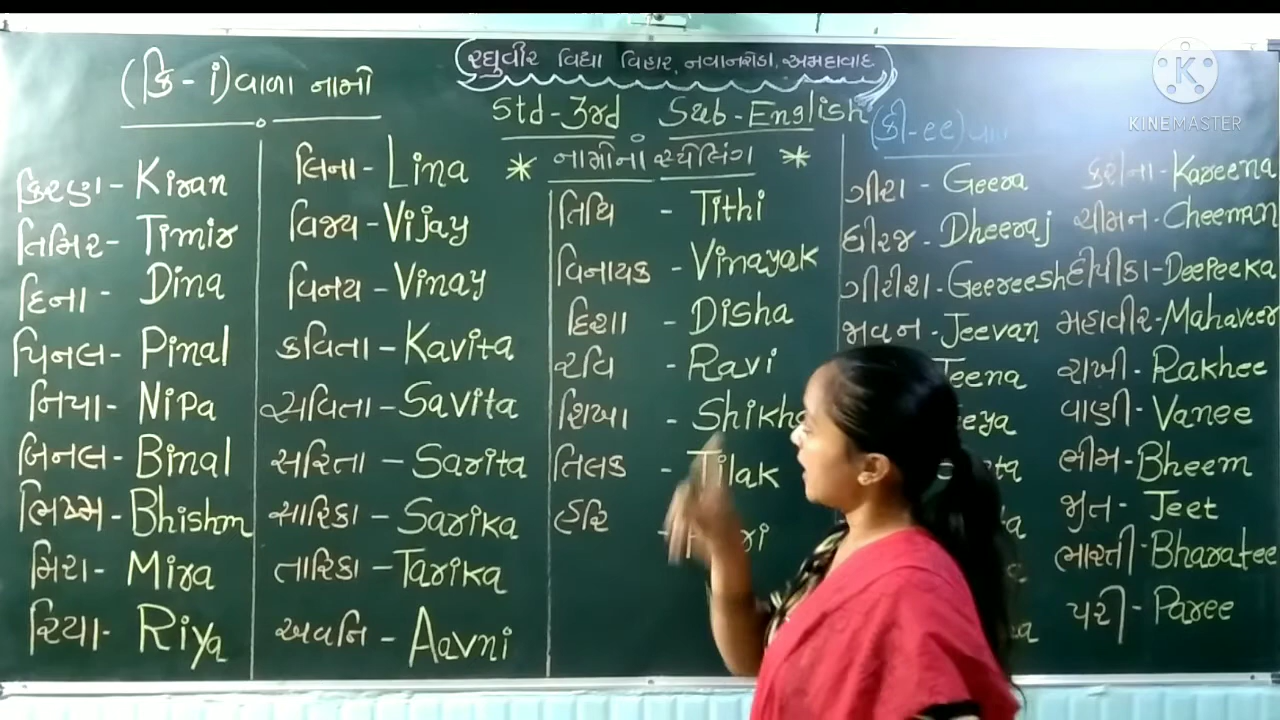 રઘુવીર વિદ્યા વિહાર, નવાનરોડા, અમદાવાદ
K
KINEMASTER
Std-3rd Sub-English
* નામોના સ્પેલિંગ *
(કિ - i) વાળા નામો
કિરણ - Kiran
તિમિર - Timir
દિના - Dina
પિનલ - Pinal
નિપા - Nipa
બિનલ - Binal
ભિષ્મ - Bhishm
મિરા - Mira
રિયા - Riya
લિના - Lina
વિજય - Vijay
વિનય - Vinay
કવિતા - Kavita
સવિતા - Savita
સરિતા - Sarita
સારિકા - Sarika
તારિકા - Tarika
અવનિ - Aavni
તિથિ - Tithi
વિનાયક - Vinayak
દિશા - Disha
રવિ - Ravi
શિખા - Shikha
તિલક - Tilak
હરિ -
(કી - ee)
ગીરા - Geera
ધીરજ - Dheeraj
ગીરીશ - Geereesh
જીવન - Jeevan
Teena
કરીના - Kareena
ચીમન - Cheeman
દીપીકા - Deepeeka
મહાવીર - Mahaveer
રાખી - Rakhee
વાણી - Vanee
ભીમ - Bheem
જીત - Jeet
ભારતી - Bharatee
પરી - Paree